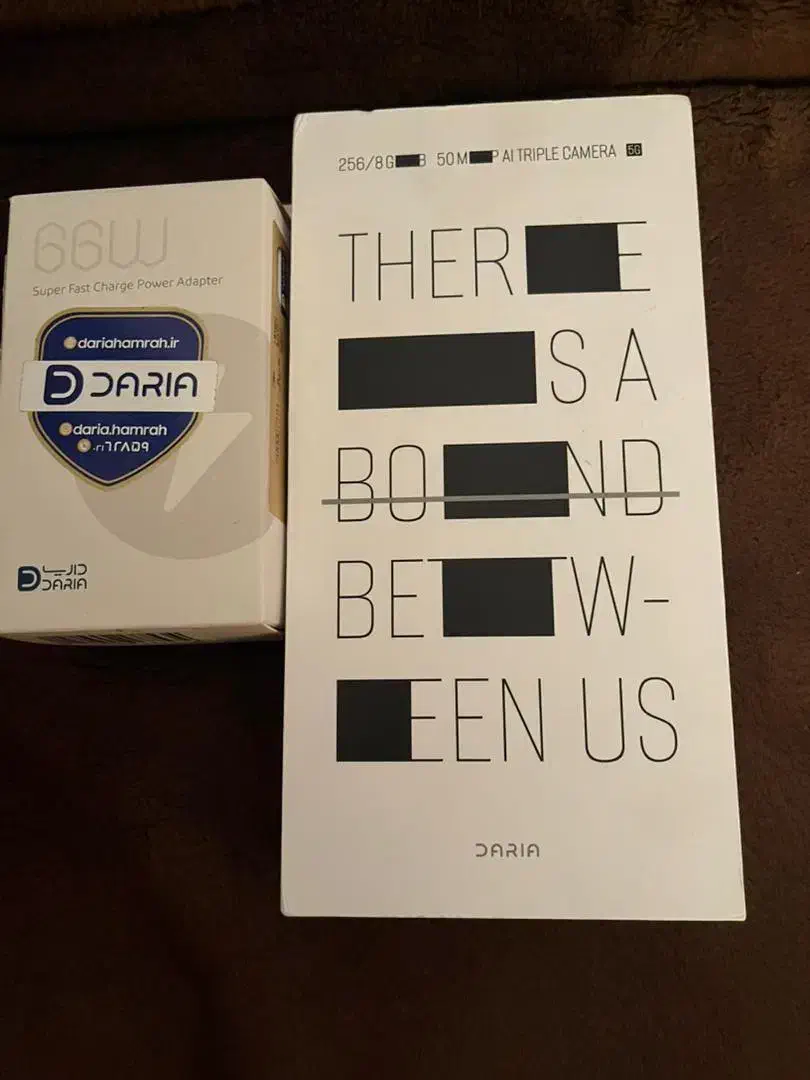 66W
Super Fast Charge Power Adapter
dariahamrah.ir
DARIA
daria.hamrah
۰۲۱۶۲۸۵۹
داریا
DARIA
256/8 G B 50 M P AI TRIPLE CAMERA 5G
THER E
S A
BO ND
BE W-
EEN US
DARIA